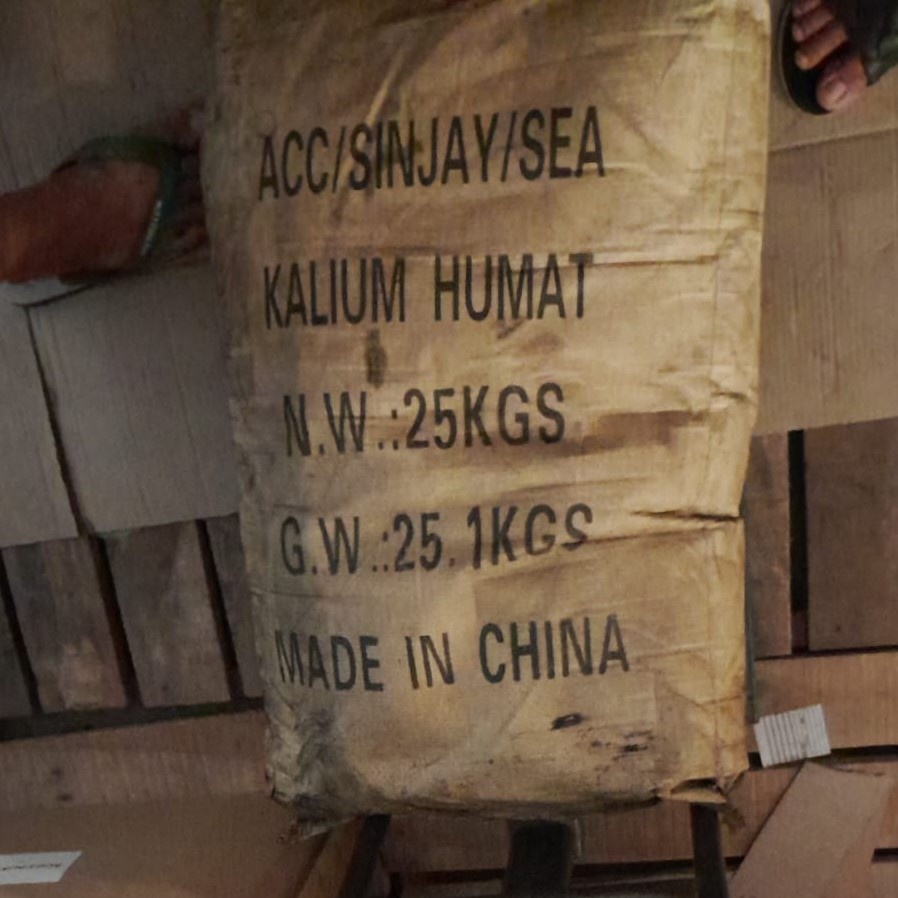 ACC/SINJAY/SEA
KALIUM HUMAT
N.W.:25KGS
G.W.:25.1KGS
MADE IN CHINA